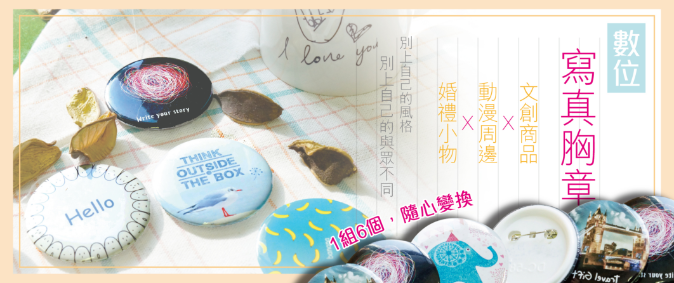 數位
寫真胸章
文創商品
X
動漫周邊
X
婚禮小物
別上自己的風格
別上自己的與眾不同
1組6個，隨心變換
I love you
Write your story
THINK
OUTSIDE
THE BOX
Hello
Travel Gift